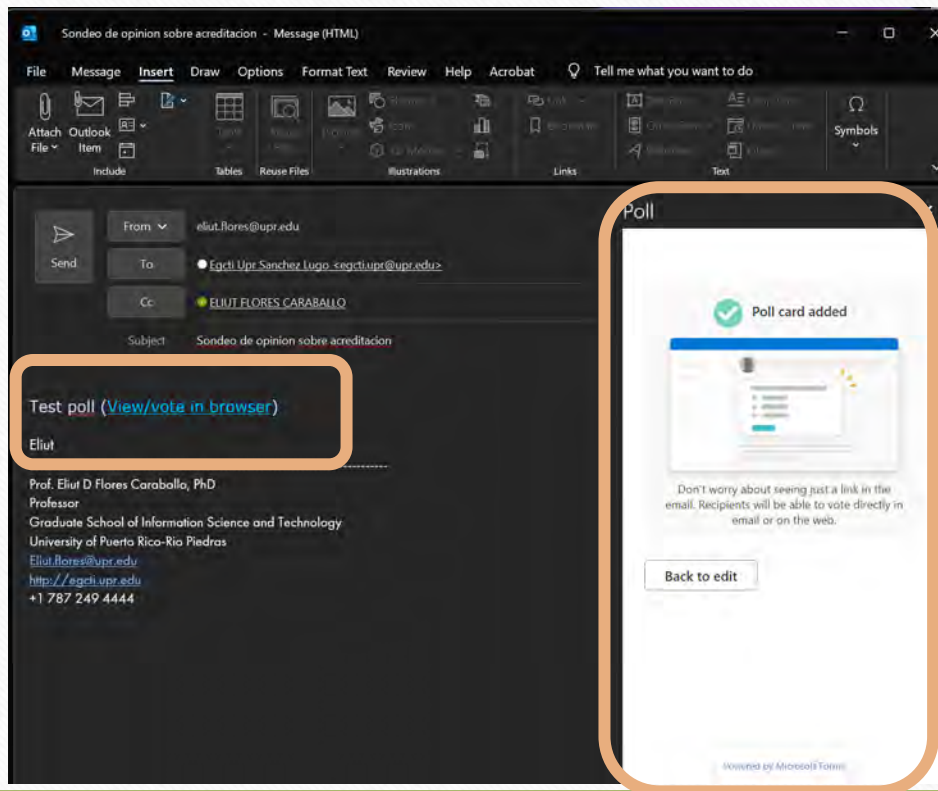 Sondeo de opinion sobre acreditacion - Message (HTML)
File Message Insert Draw Options Format Text Review Help Acrobat Tell me what you want to do
Attach File
Outlook Item
Symbols
Include Tables Reuse Files Illustrations Links Text
Poll
Send
From eliut.flores@upr.edu
To Egcti Upr Sanchez Lugo <egcti.upr@upr.edu>
Cc ELIUT FLORES CARABALLO
Subject Sondeo de opinion sobre acreditacion
Test poll (View/vote in browser)
Eliut
Prof. Eliut D Flores Caraballo, PhD
Professor
Graduate School of Information Science and Technology
University of Puerto Rico-Rio Piedras
Eliut.flores@upr.edu
http://egcti.upr.edu
+1 787 249 4444
Poll card added
Don't worry about seeing just a link in the
email. Recipients will be able to vote directly in
email or on the web.
Back to edit
Powered by Microsoft Forms